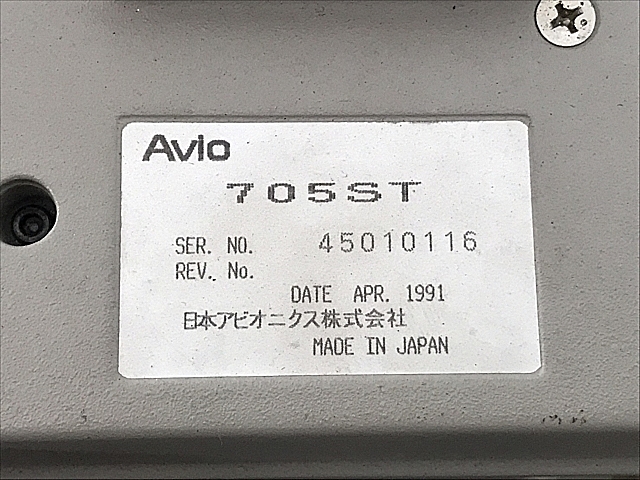 Avio
705ST
SER. NO. 45010116
REV. No.
DATE APR. 1991
日本アビオニクス株式会社
MADE IN JAPAN